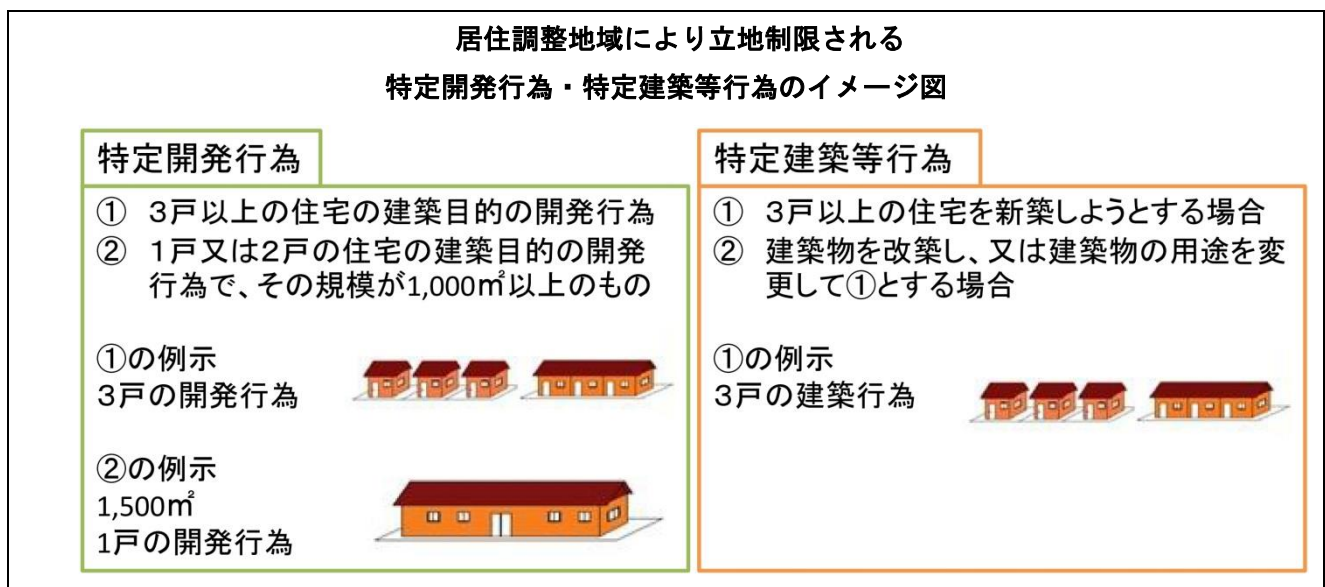 居住調整地域により立地制限される
特定開発行為・特定建築等行為のイメージ図
特定開発行為
① 3戸以上の住宅の建築目的の開発行為
② 1戸又は2戸の住宅の建築目的の開発
行為で、その規模が1,000㎡以上のもの
①の例示
3戸の開発行為
②の例示
1,500㎡
1戸の開発行為
特定建築等行為
① 3戸以上の住宅を新築しようとする場合
② 建築物を改築し、又は建築物の用途を変
更して①とする場合
①の例示
3戸の建築行為